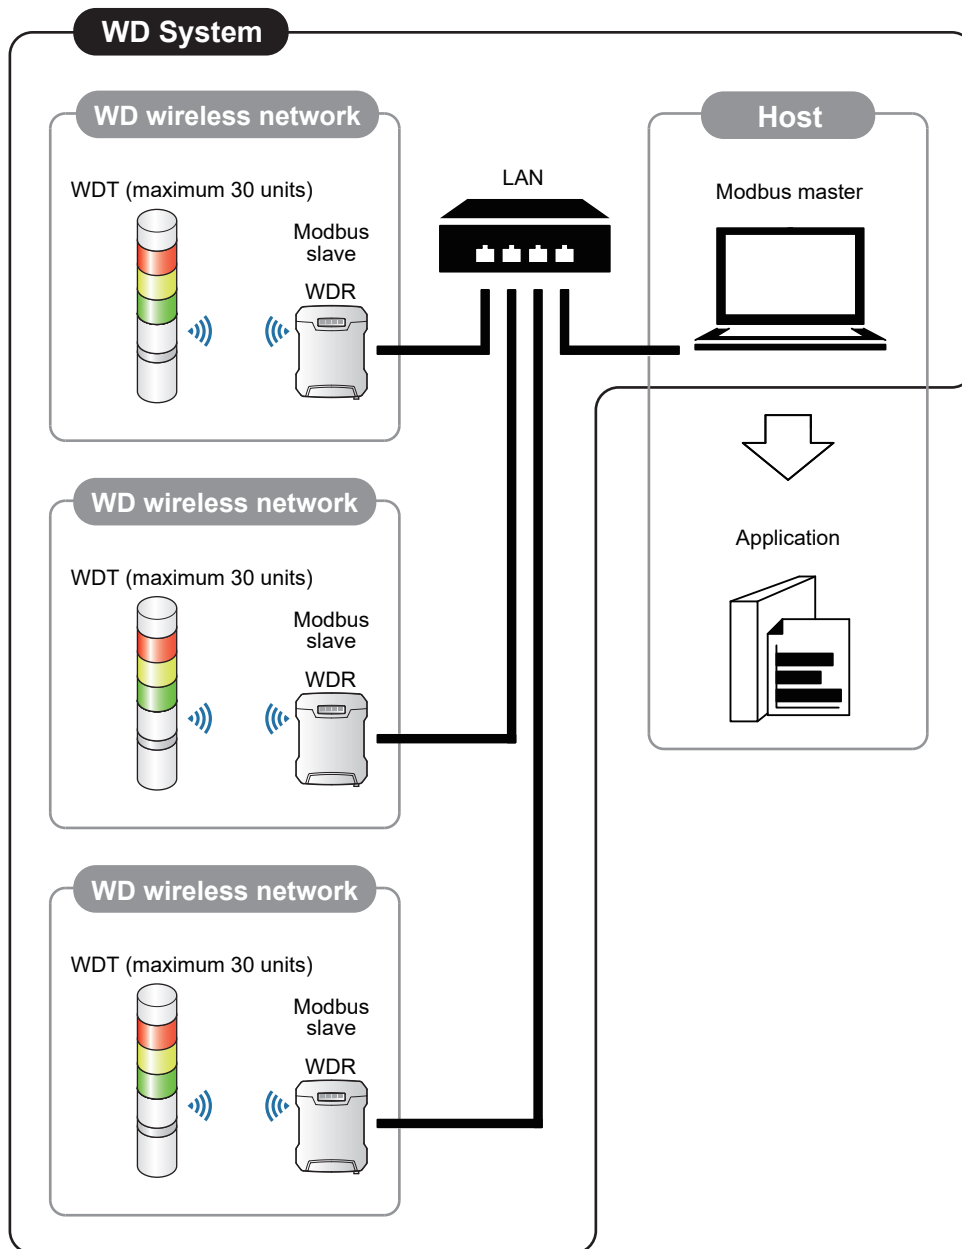 WD System
WD wireless network
WDT (maximum 30 units)
Modbus
slave
WDR
LAN
Host
Modbus master
Application
WD wireless network
WDT (maximum 30 units)
Modbus
slave
WDR
WD wireless network
WDT (maximum 30 units)
Modbus
slave
WDR